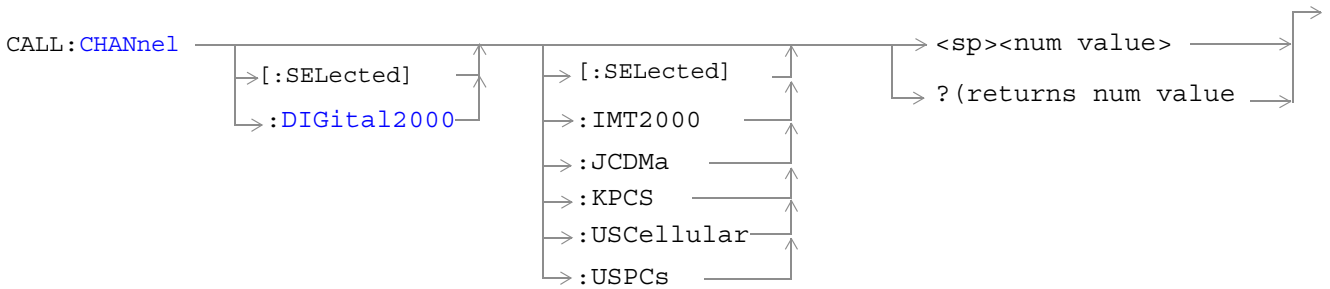 CALL:CHANnel
[:SELected]
:DIGital2000
[:SELected]
:IMT2000
:JCDMa
:KPCS
:USCellular
:USPCs
<sp><num value>
?(returns num value